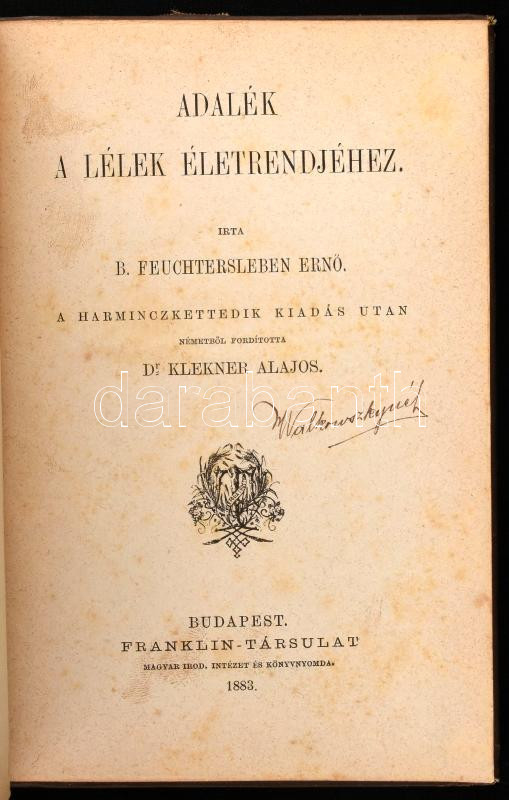 ADALÉK
A LÉLEK ÉLETRENDJÉHEZ.
IRTA
B. FEUCHTERSLEBEN ERNŐ.
A HARMINCZKETTEDIK KIADÁS UTAN
NÉMETBŐL FORDÍTOTTA
Dr KLEKNER ALAJOS.
darabanth
BUDAPEST.
FRANKLIN-TÁRSULAT
MAGYAR IROD. INTÉZET ÉS KÖNYVNYOMDA.
1883.